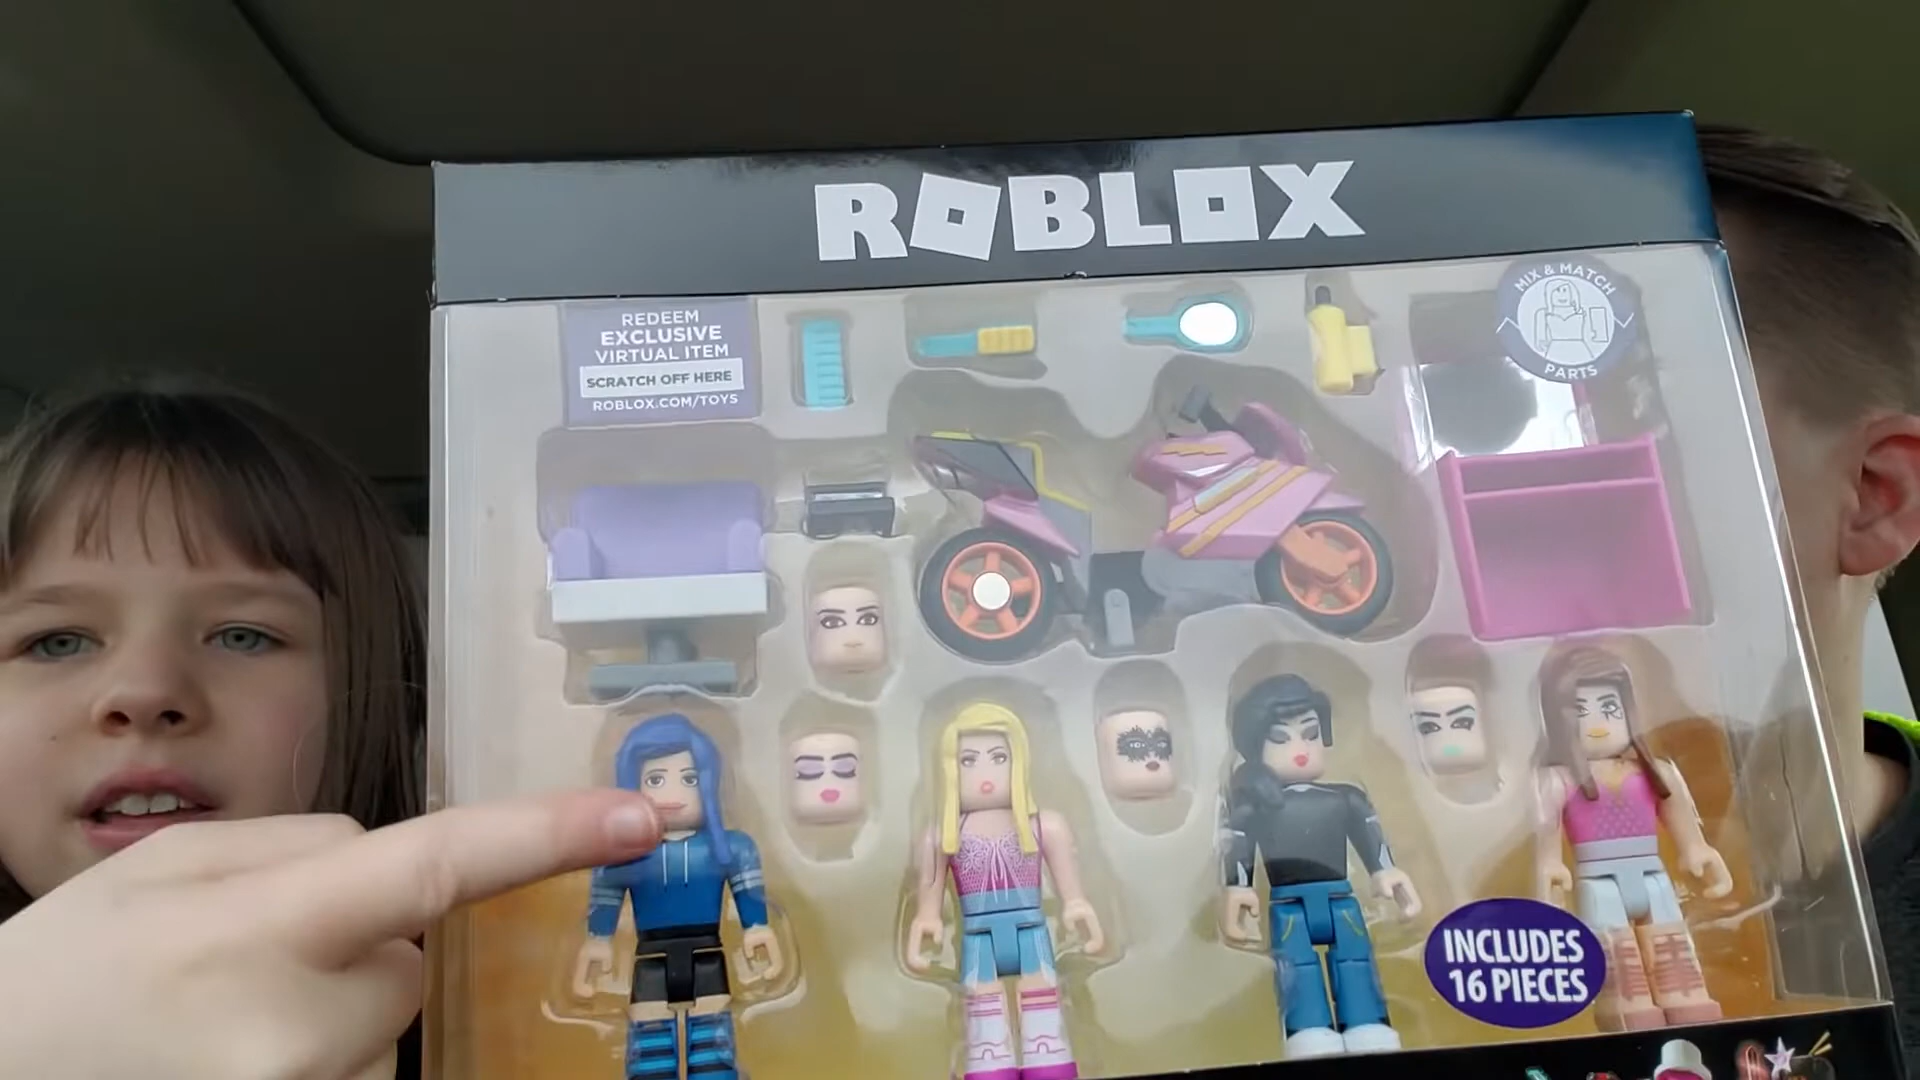 ROBLOX
REDEEM
EXCLUSIVE
VIRTUAL ITEM
SCRATCH OFF HERE
ROBLOX.COM/TOYS
MIX & MATCH
PARTS
INCLUDES
16 PIECES